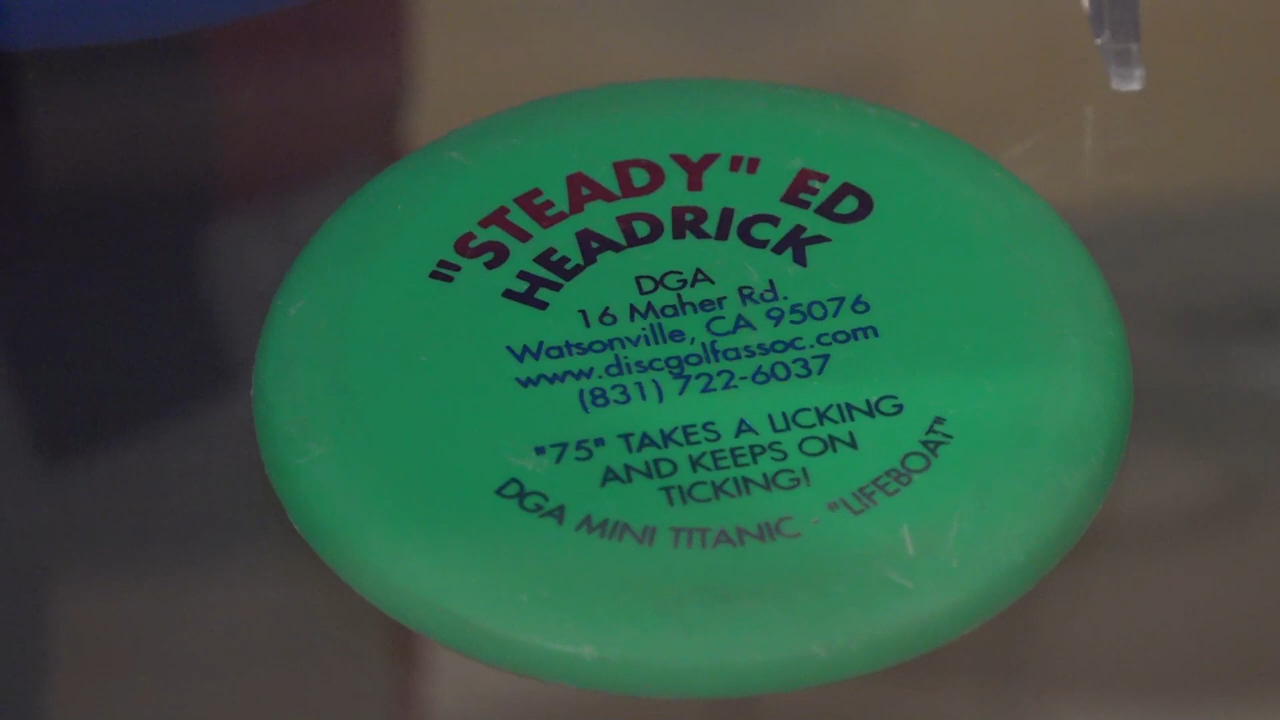 "STEADY" ED
HEADRICK
DGA
16 Maher Rd.
Watsonville, CA 95076
www.discgolfassoc.com
(831) 722-6037
"75" TAKES A LICKING
AND KEEPS ON
TICKING!
DGA MINI TITANIC - "LIFEBOAT"